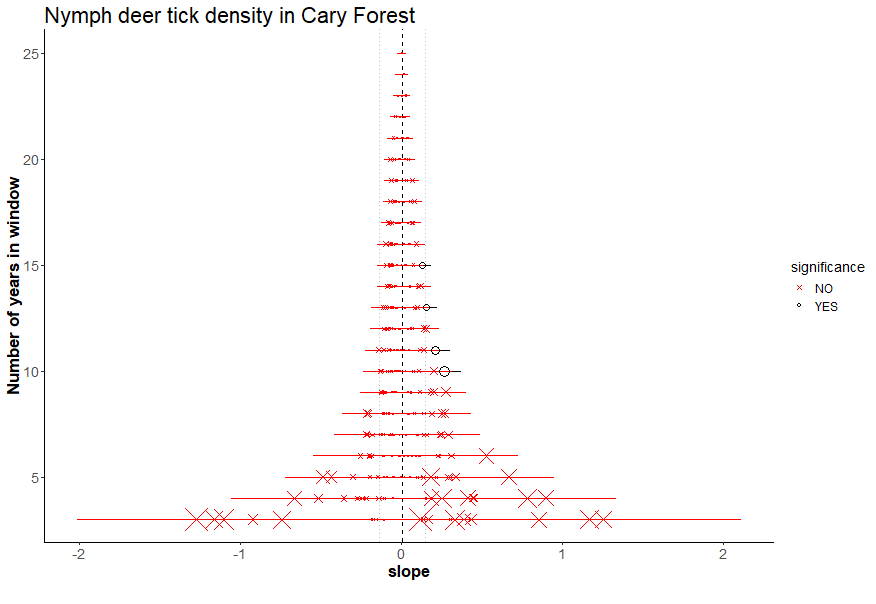 Nymph deer tick density in Cary Forest
Number of years in window
25
20
15
10
5
-2
-1
0
1
2
slope
significance
NO
YES